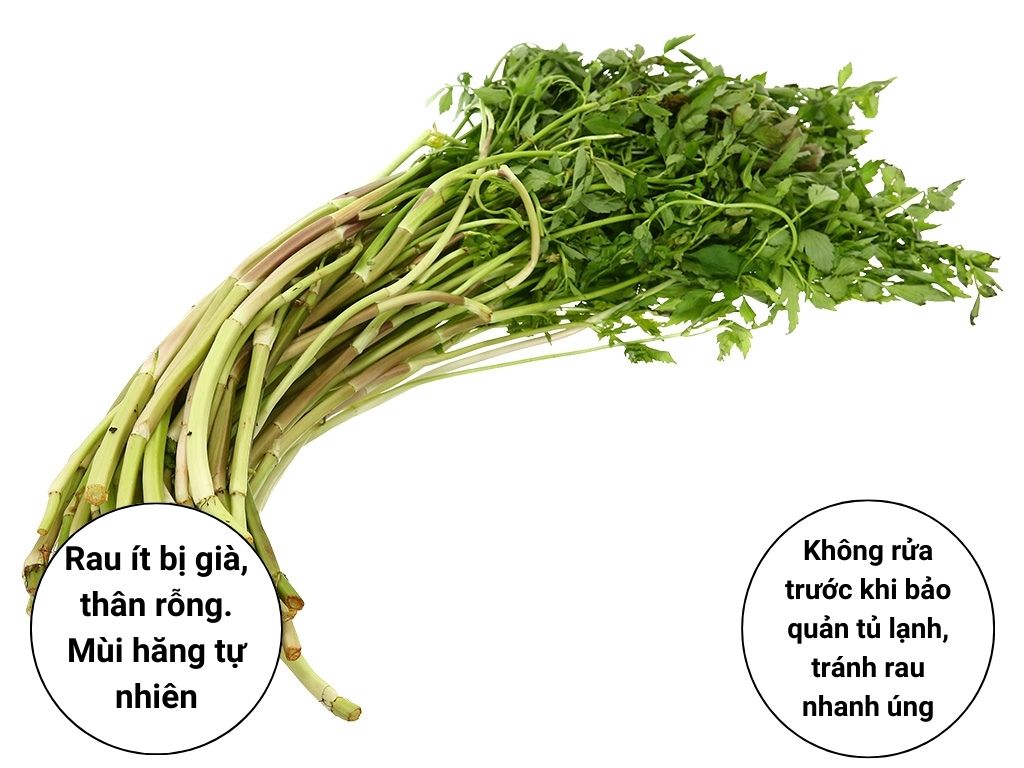 Rau ít bị già,
thân rỗng.
Mùi hăng tự
nhiên
Không rửa
trước khi bảo
quản tủ lạnh,
tránh rau
nhanh úng